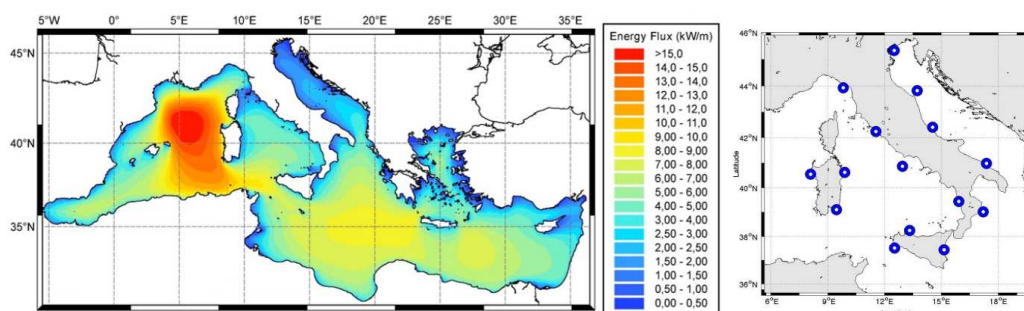 5°W 0° 5°E 10°E 15°E 20°E 25°E 30°E 35°E
45°N
40°N
35°N
Energy Flux (kW/m)
>15,0
14,0 - 15,0
13,0 - 14,0
12,0 - 13,0
11,0 - 12,0
10,0 - 11,0
9,00 - 10,0
8,00 - 9,00
7,00 - 8,00
6,00 - 7,00
5,00 - 6,00
4,00 - 5,00
3,00 - 4,00
2,50 - 3,00
2,00 - 2,50
1,50 - 2,00
1,00 - 1,50
0,50 - 1,00
0,00 - 0,50
46°N
44°N
42°N
40°N
38°N
36°N
Latitude
6°E 9°E 12°E 15°E 18°E